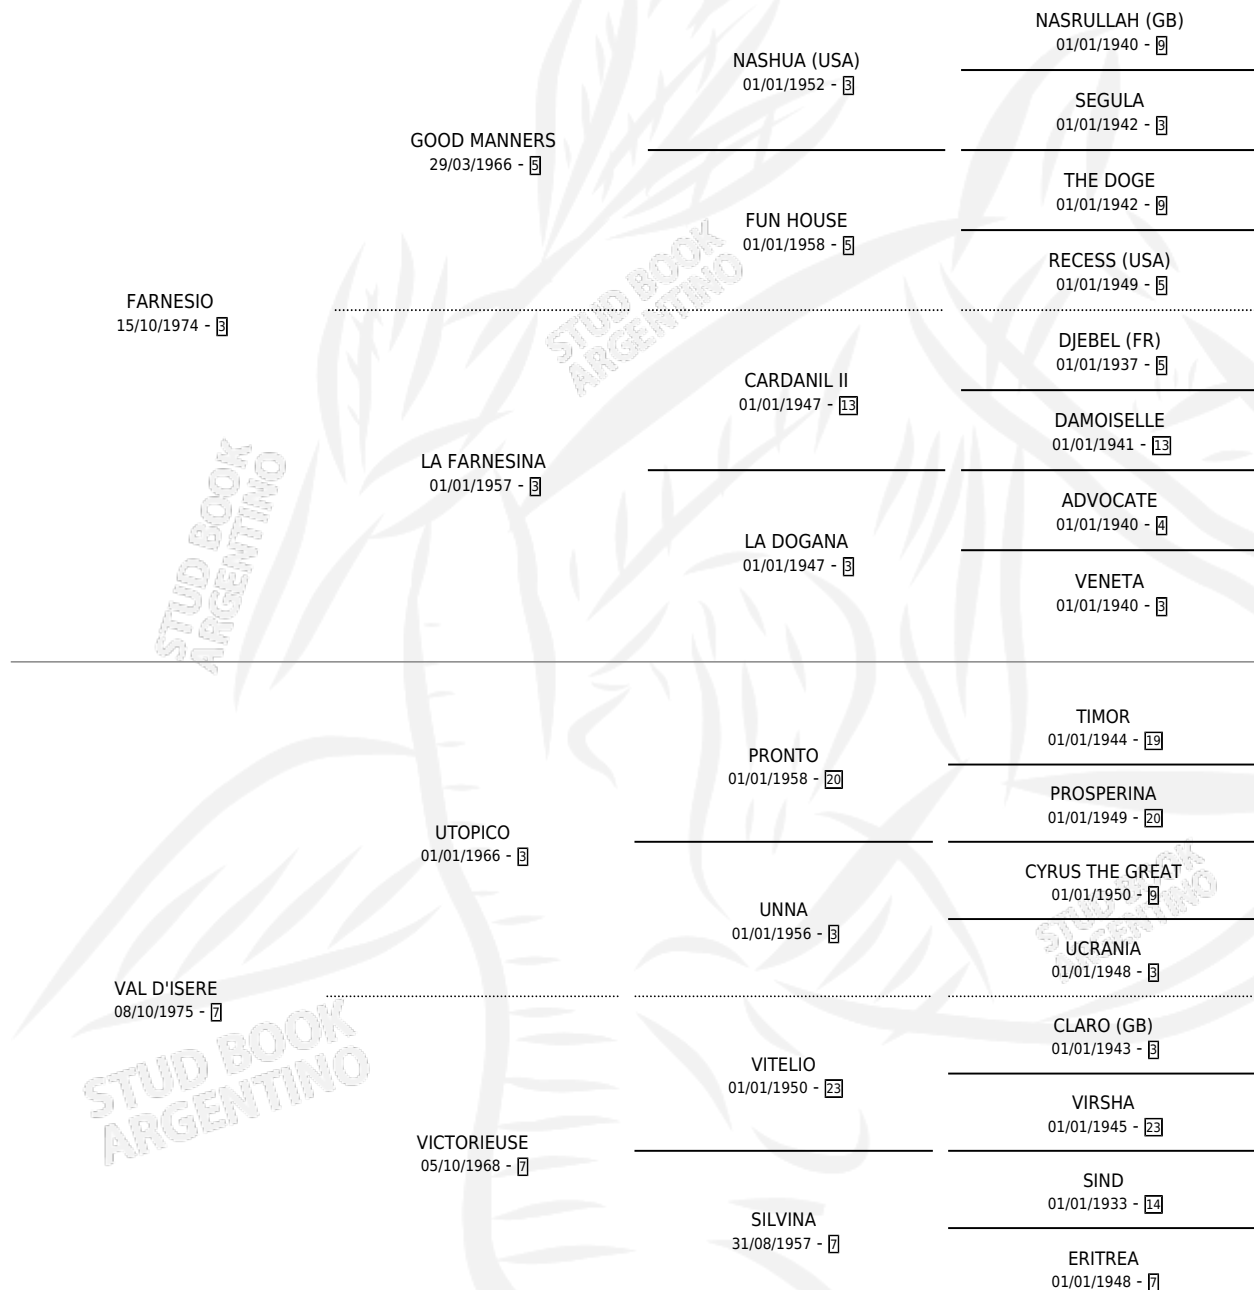 NASRULLAH (GB)
01/01/1940 - 9
NASHUA (USA)
01/01/1952 - 3
SEGULA
01/01/1942 - 3
GOOD MANNERS
29/03/1966 - 5
THE DOGE
01/01/1942 - 9
FUN HOUSE
01/01/1958 - 5
RECESS (USA)
01/01/1949 - 5
FARNESIO
15/10/1974 - 3
DJEBEL (FR)
01/01/1937 - 5
CARDANIL II
01/01/1947 - 13
DAMOISELLE
01/01/1941 - 13
LA FARNESINA
01/01/1957 - 3
ADVOCATE
01/01/1940 - 4
LA DOGANA
01/01/1947 - 3
VENETA
01/01/1940 - 3
TIMOR
01/01/1944 - 19
PRONTO
01/01/1958 - 20
PROSPERINA
01/01/1949 - 20
UTOPICO
01/01/1966 - 3
CYRUS THE GREAT
01/01/1950 - 9
UNNA
01/01/1956 - 3
UCRANIA
01/01/1948 - 3
VAL D'ISERE
08/10/1975 - 7
CLARO (GB)
01/01/1943 - 3
VITELIO
01/01/1950 - 23
VIRSHA
01/01/1945 - 23
VICTORIEUSE
05/10/1968 - 7
SIND
01/01/1933 - 14
SILVINA
31/08/1957 - 7
ERITREA
01/01/1948 - 7
STUD BOOK
ARGENTINO
STUD BOOK
ARGENTINO
STUD BOOK
ARGENTINO
STUD BOOK
ARGENTINO